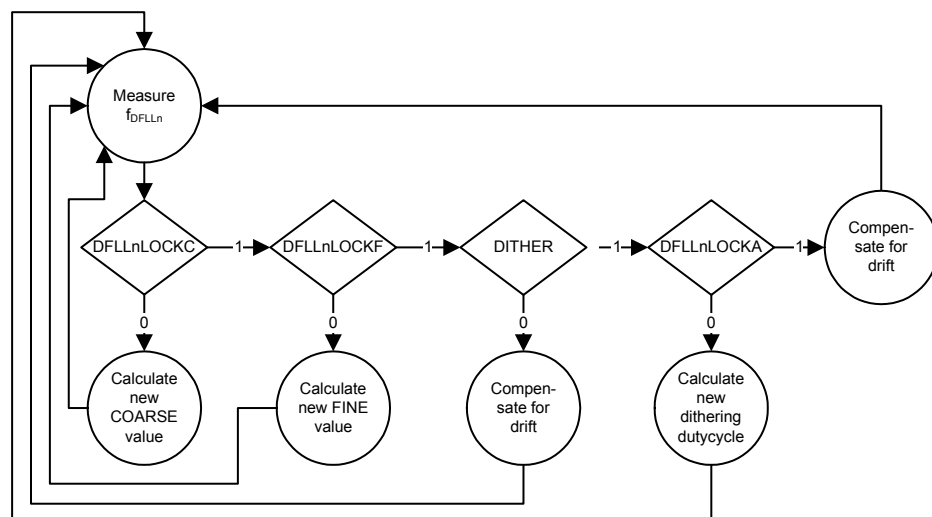 Measure
fDFLLn
DFLLnLOCKC
1
DFLLnLOCKF
1
DITHER
1
DFLLnLOCKA
1
Compen-
sate for
drift
0
0
0
0
Calculate
new
COARSE
value
Calculate
new FINE
value
Compen-
sate for
drift
Calculate
new
dithering
dutycycle